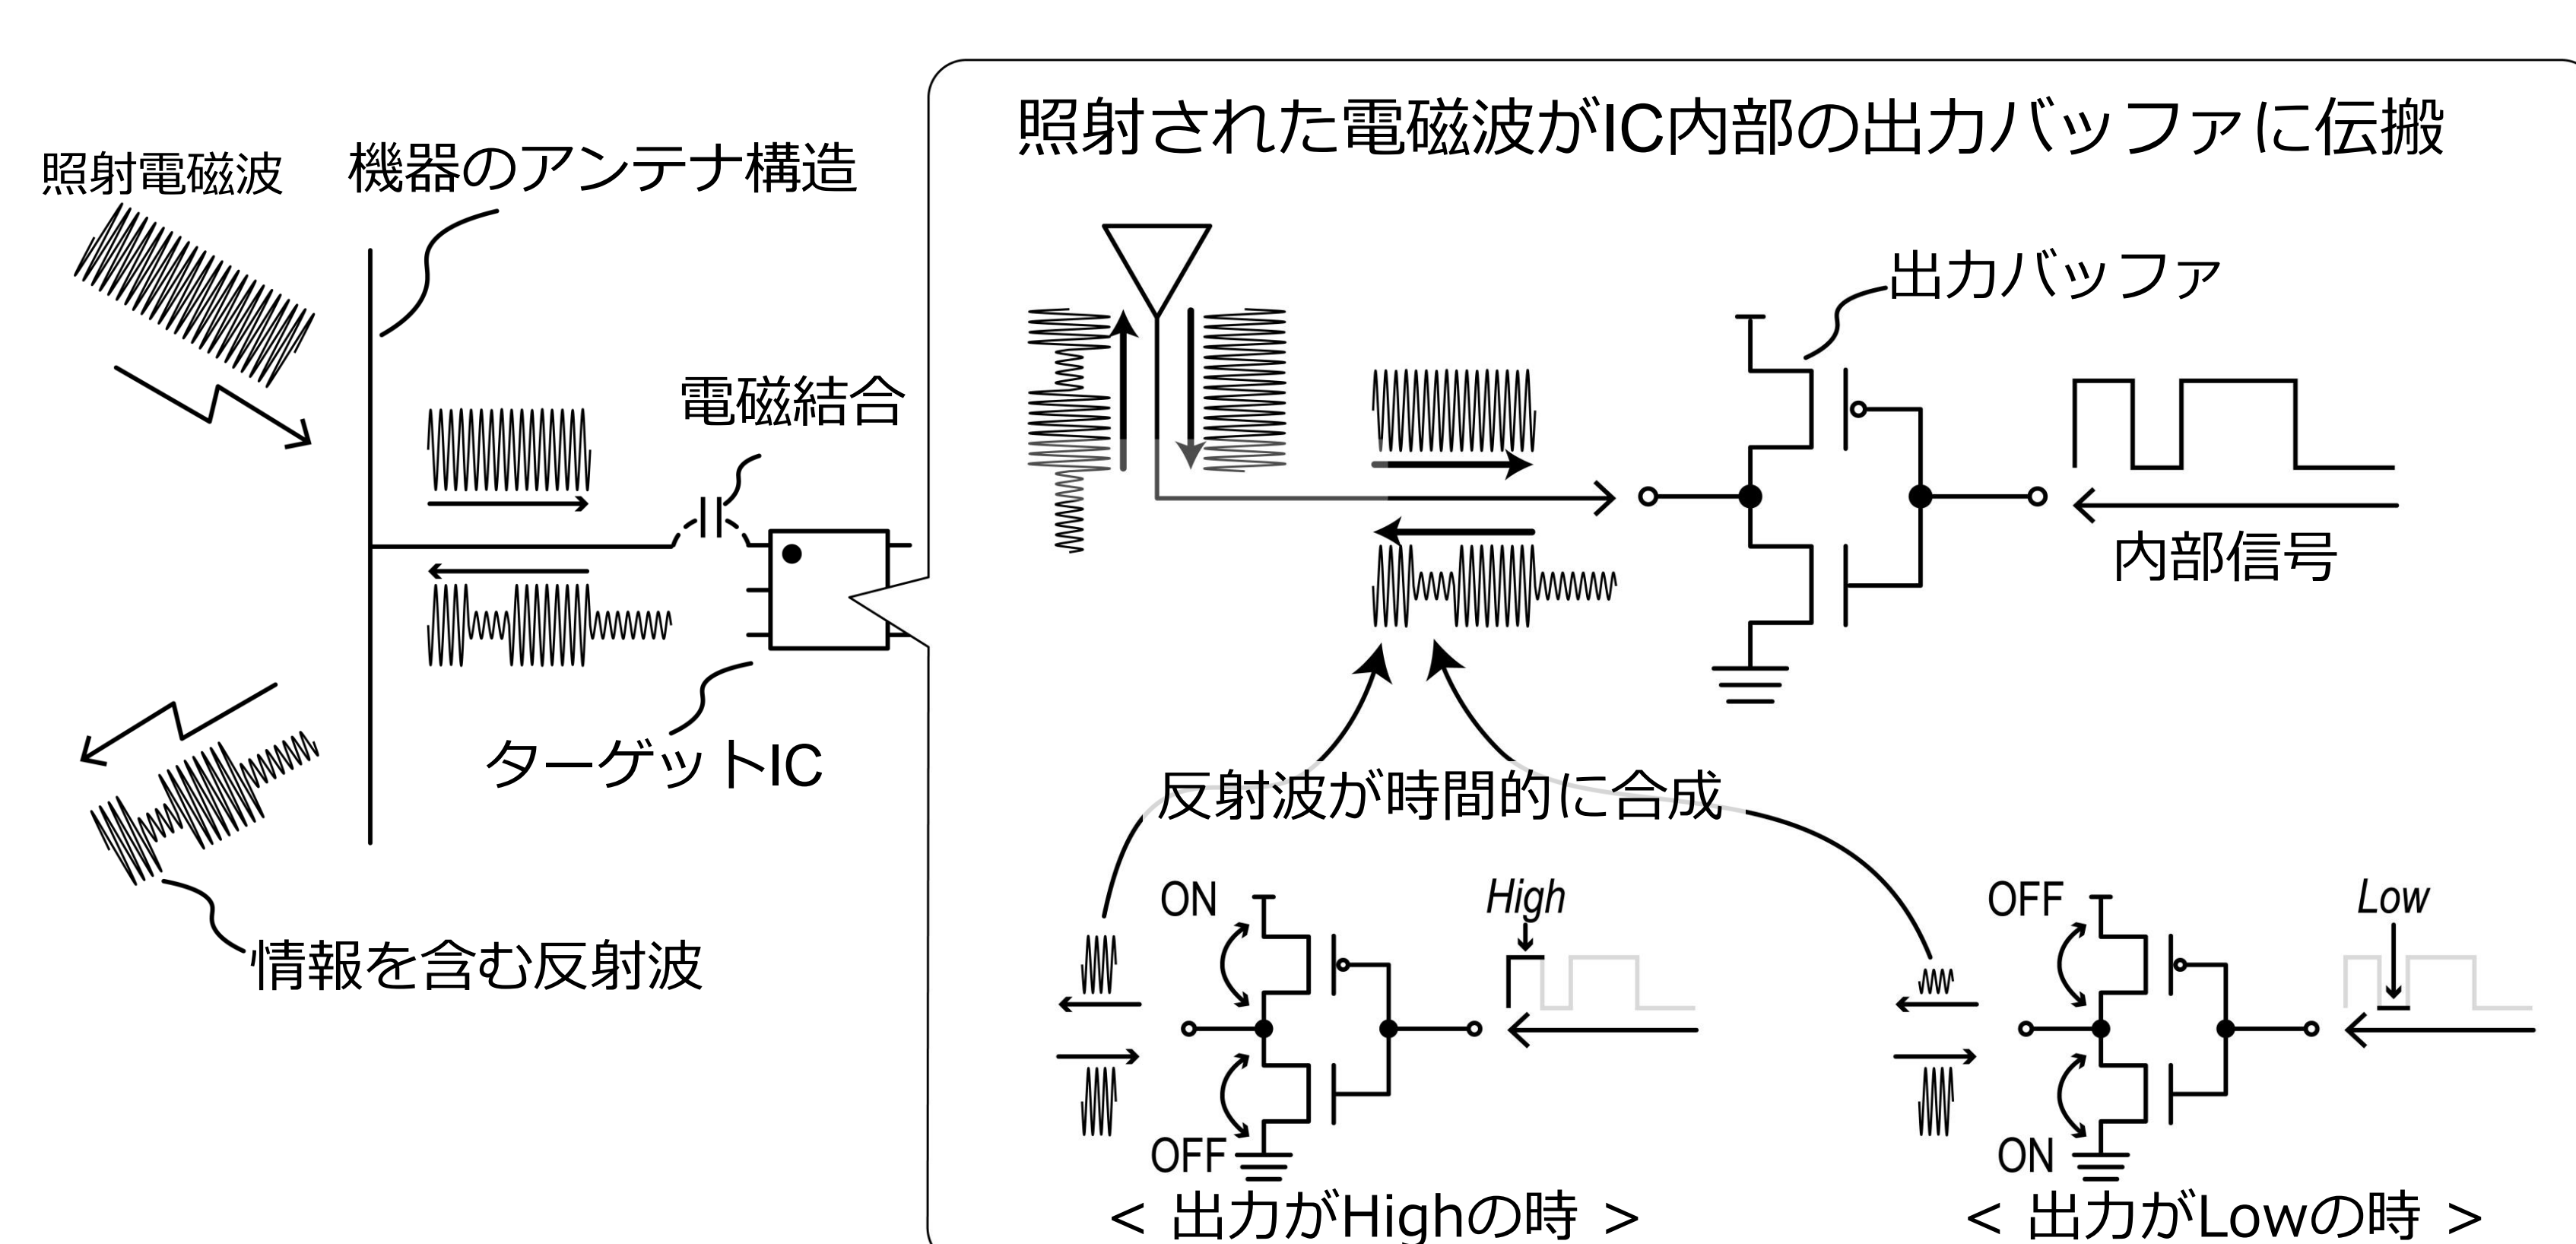 照射電磁波
機器のアンテナ構造
電磁結合
ターゲットIC
情報を含む反射波
照射された電磁波がIC内部の出力バッファに伝搬
出力バッファ
内部信号
反射波が時間的に合成
ON
High
OFF
< 出力がHighの時 >
OFF
Low
ON
< 出力がLowの時 >